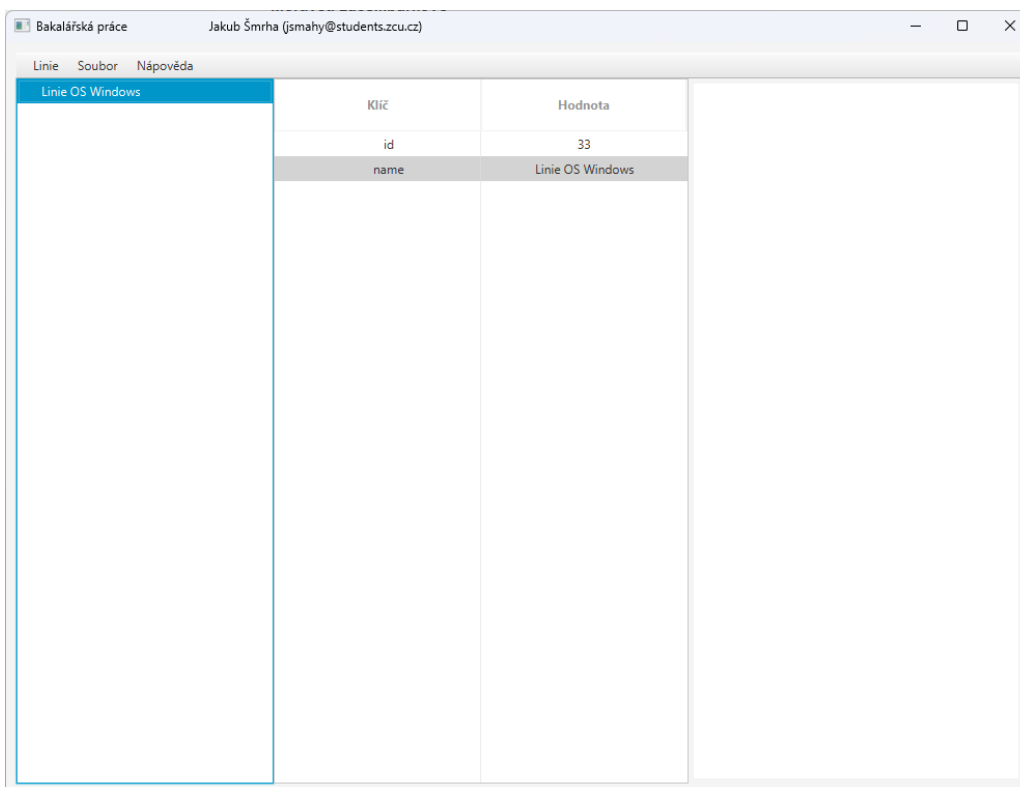 Bakalářská práce Jakub Šmrha (jsmahy@students.zcu.cz)
Linie Soubor Nápověda
Linie OS Windows
Klíč Hodnota
id 33
name Linie OS Windows